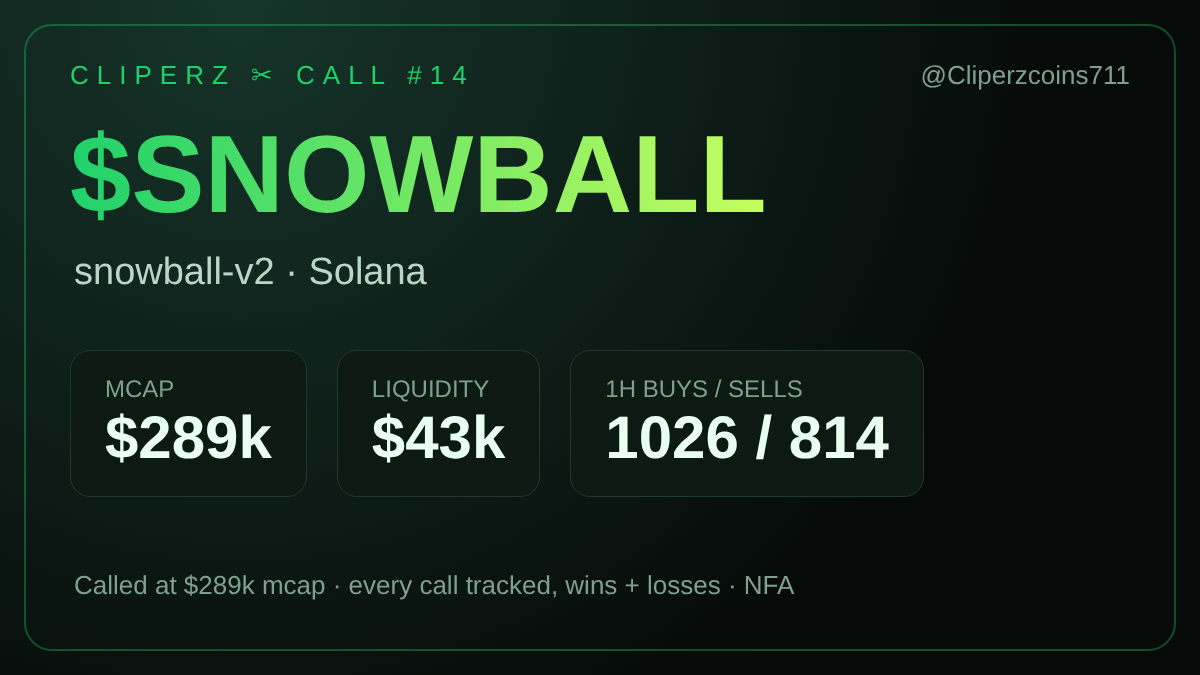 CLIPERZ ✂ CALL #14
@Cliperzcoins711
$SNOWBALL
snowball-v2 · Solana
MCAP
$289k
LIQUIDITY
$43k
1H BUYS / SELLS
1026 / 814
Called at $289k mcap · every call tracked, wins + losses · NFA